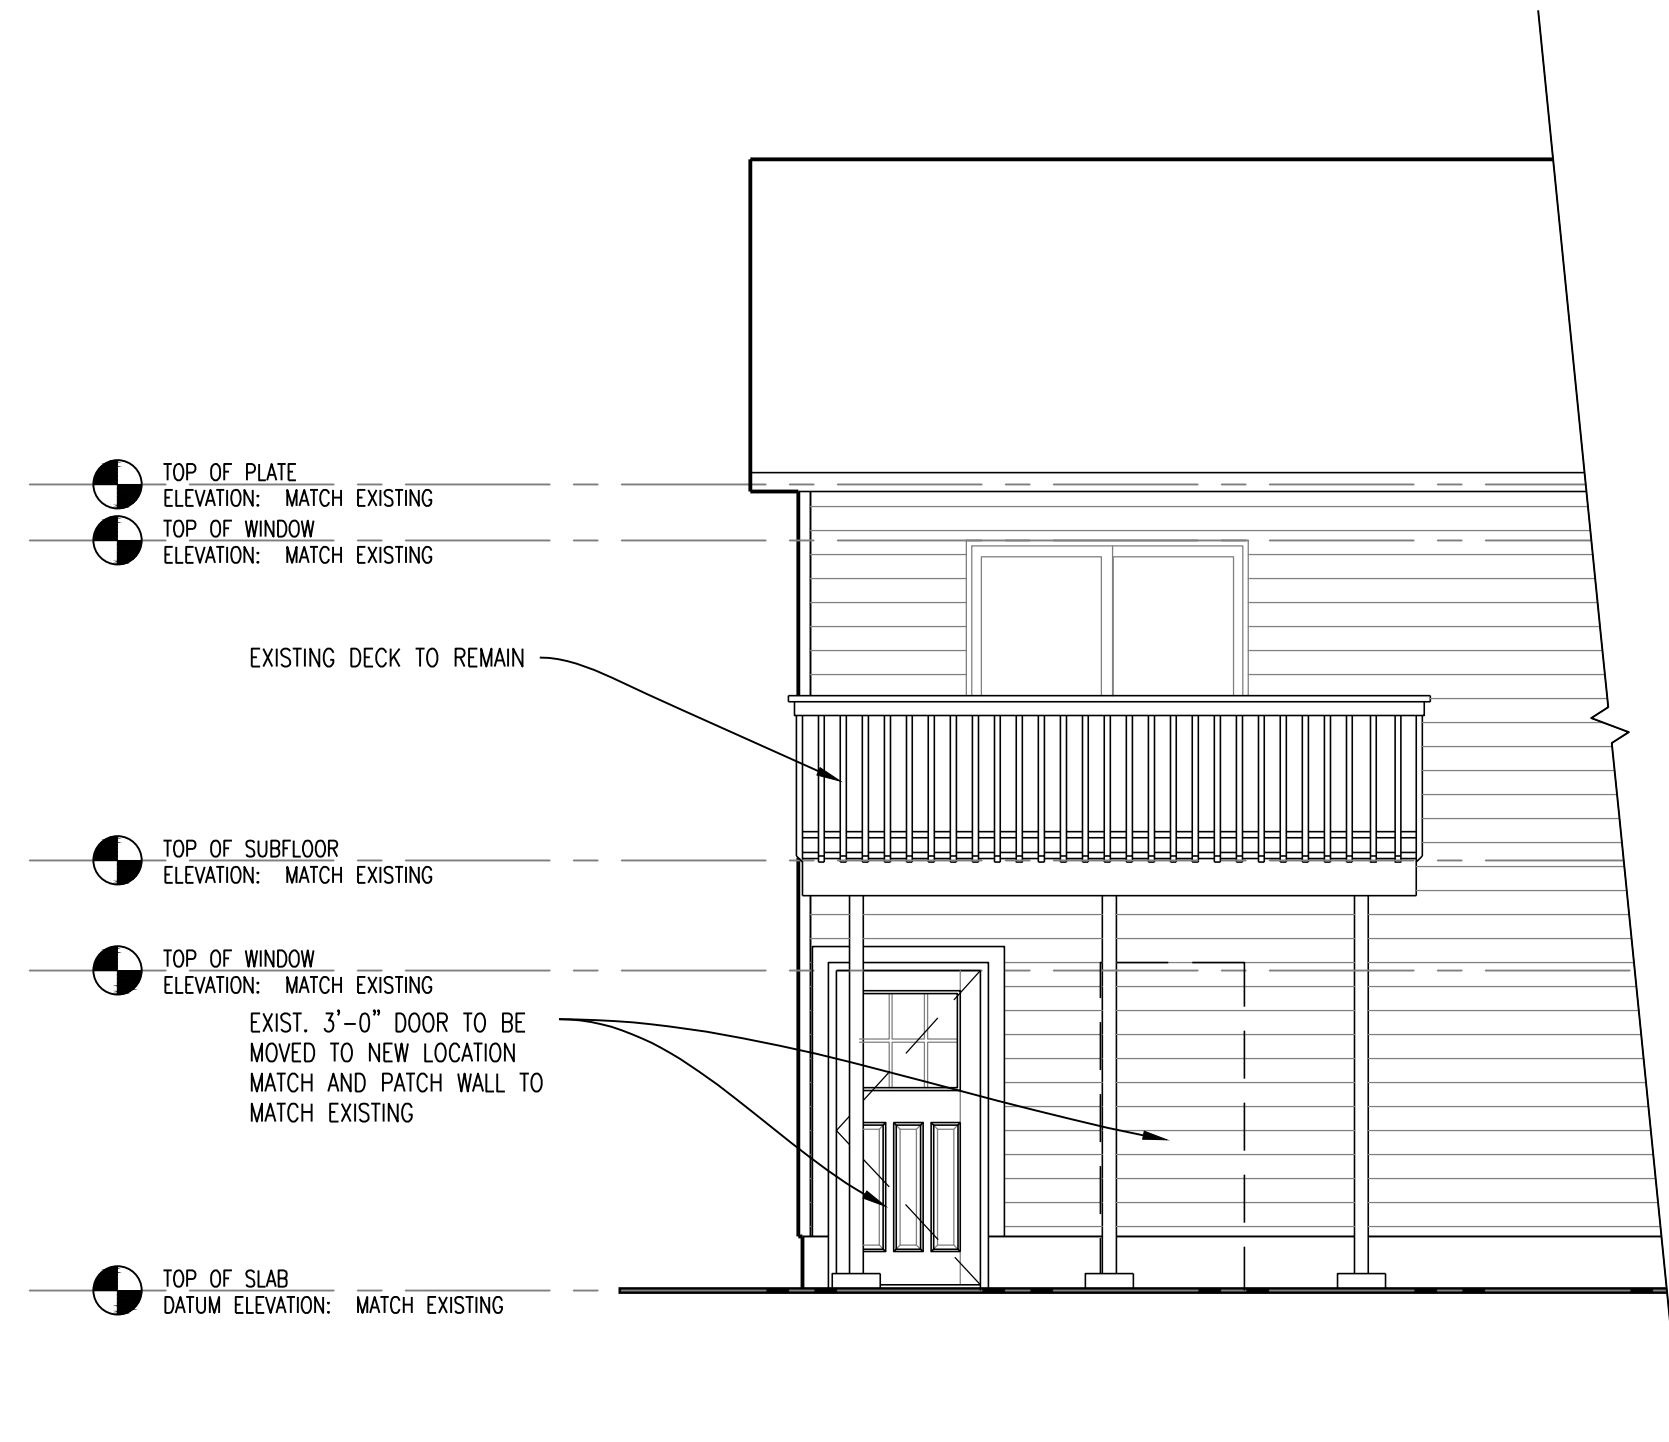 TOP OF PLATE
ELEVATION: MATCH EXISTING
TOP OF WINDOW
ELEVATION: MATCH EXISTING
EXISTING DECK TO REMAIN
TOP OF SUBFLOOR
ELEVATION: MATCH EXISTING
TOP OF WINDOW
ELEVATION: MATCH EXISTING
EXIST. 3'-0" DOOR TO BE
MOVED TO NEW LOCATION
MATCH AND PATCH WALL TO
MATCH EXISTING
TOP OF SLAB
DATUM ELEVATION: MATCH EXISTING